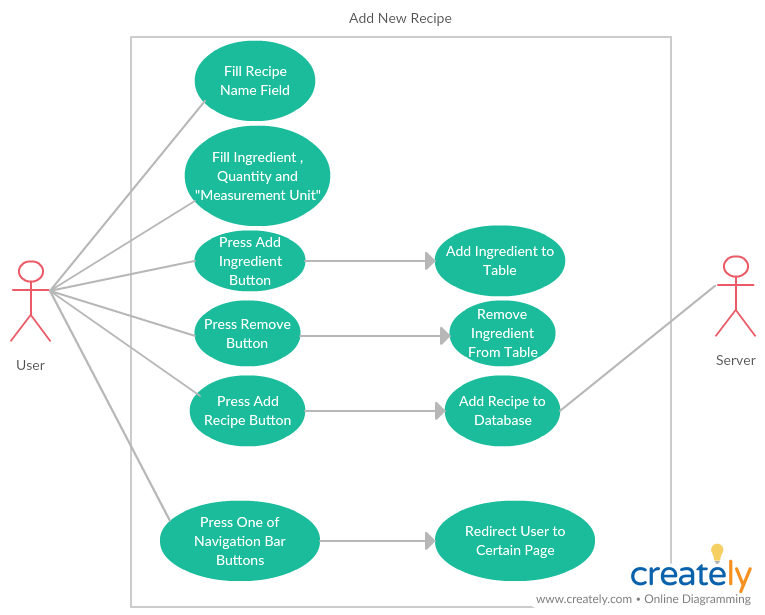 Add New Recipe
Fill Recipe
Name Field
Fill Ingredient ,
Quantity and
"Measurement Unit"
Press Add
Ingredient
Button
Add Ingredient to
Table
Press Remove
Button
Remove
Ingredient
From Table
User
Server
Press Add
Recipe Button
Add Recipe to
Database
Press One of
Navigation Bar
Buttons
Redirect User to
Certain Page
creately
www.creately.com • Online Diagramming